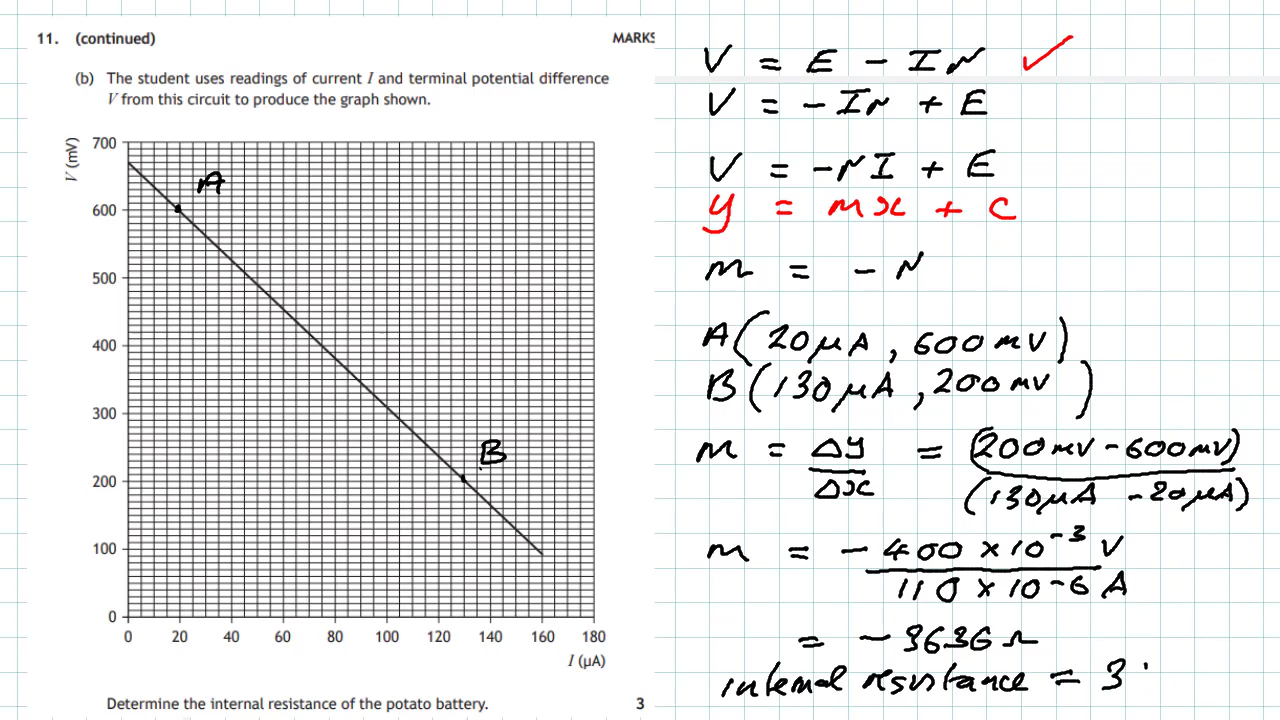 11. (continued)
MARKS
(b) The student uses readings of current I and terminal potential difference
V from this circuit to produce the graph shown.
V (mV)
700
600
500
400
300
200
100
0
0 20 40 60 80 100 120 140 160 180
I (µA)
A
B
Determine the internal resistance of the potato battery. 3
V = E - Ir ✓
V = -Ir + E
V = -rI + E
y = mx + c
m = - r
A (20µA, 600mV)
B (130µA, 200mV)
m = Δy/Δx = (200mV - 600mV)/(130µA - 20µA)
m = - 400 × 10⁻³ V / 110 × 10⁻⁶ A
= - 3636 Ω
internal resistance = 3